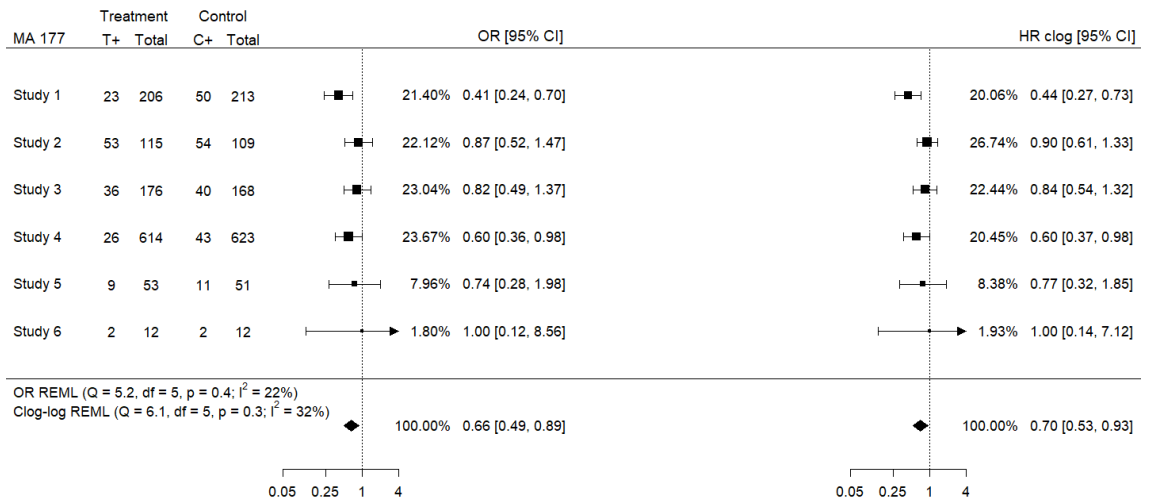 Treatment Control
MA 177 T+ Total C+ Total OR [95% CI] HR clog [95% CI]
Study 1 23 206 50 213 21.40% 0.41 [0.24, 0.70] 20.06% 0.44 [0.27, 0.73]
Study 2 53 115 54 109 22.12% 0.87 [0.52, 1.47] 26.74% 0.90 [0.61, 1.33]
Study 3 36 176 40 168 23.04% 0.82 [0.49, 1.37] 22.44% 0.84 [0.54, 1.32]
Study 4 26 614 43 623 23.67% 0.60 [0.36, 0.98] 20.45% 0.60 [0.37, 0.98]
Study 5 9 53 11 51 7.96% 0.74 [0.28, 1.98] 8.38% 0.77 [0.32, 1.85]
Study 6 2 12 2 12 1.80% 1.00 [0.12, 8.56] 1.93% 1.00 [0.14, 7.12]
OR REML (Q = 5.2, df = 5, p = 0.4; I² = 22%)
Clog-log REML (Q = 6.1, df = 5, p = 0.3; I² = 32%)
100.00% 0.66 [0.49, 0.89] 100.00% 0.70 [0.53, 0.93]
0.05 0.25 1 4 0.05 0.25 1 4